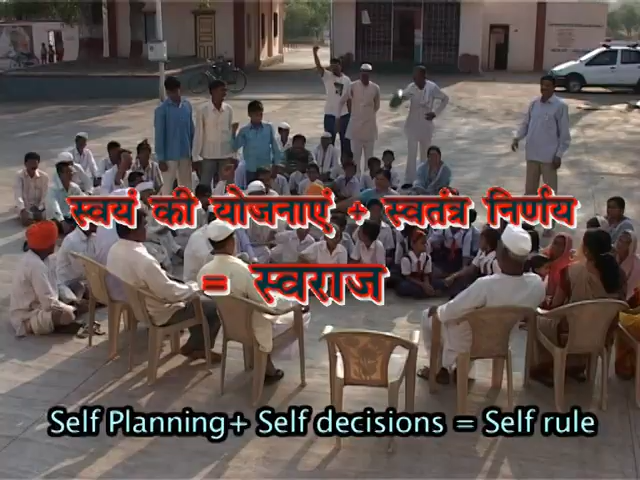 स्वयं की योजनाएं + स्वतंत्र निर्णय
= स्वराज
Self Planning+ Self decisions = Self rule